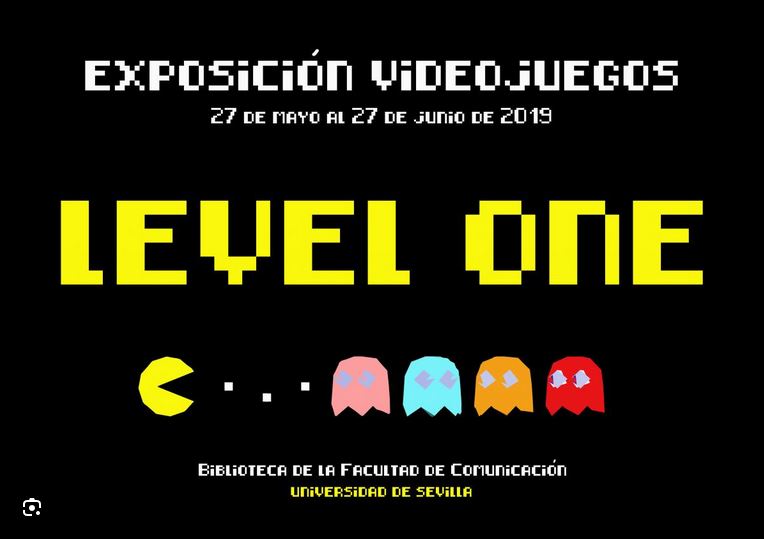 EXPOSICIÓN VIDEOJUEGOS
27 DE MAYO AL 27 DE JUNIO DE 2019
LEVEL ONE
Biblioteca de la Facultad de Comunicación
UNIVERSIDAD DE SEVILLA